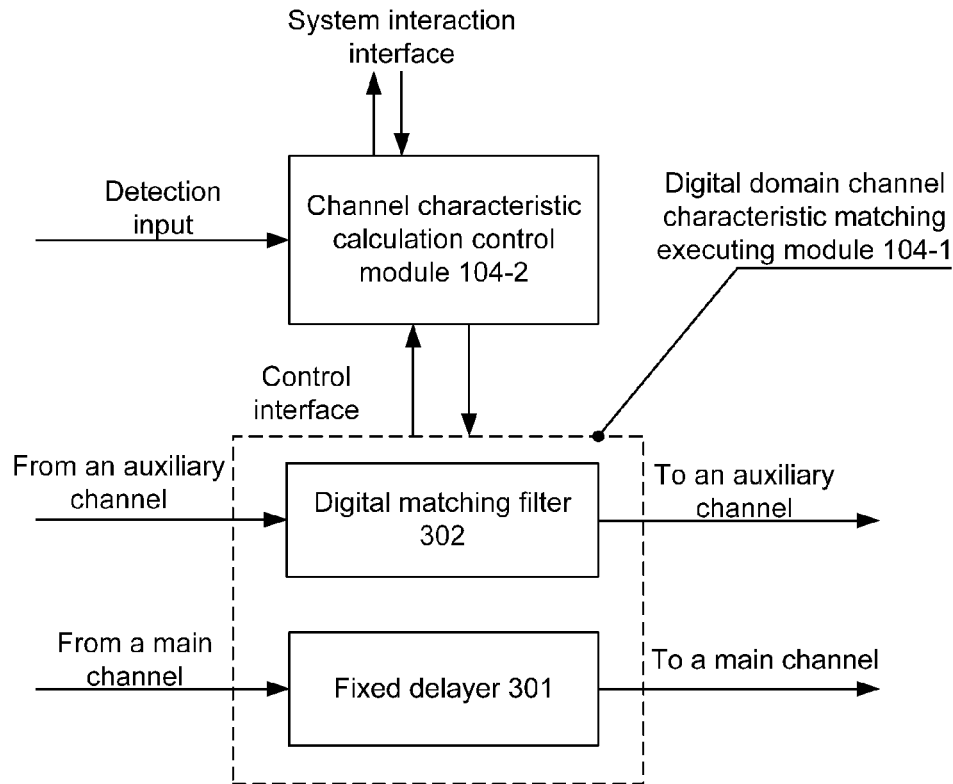 System interaction
interface
Detection
input
Channel characteristic
calculation control
module 104-2
Digital domain channel
characteristic matching
executing module 104-1
Control
interface
From an auxiliary
channel
Digital matching filter
302
To an auxiliary
channel
From a main
channel
Fixed delayer 301
To a main channel